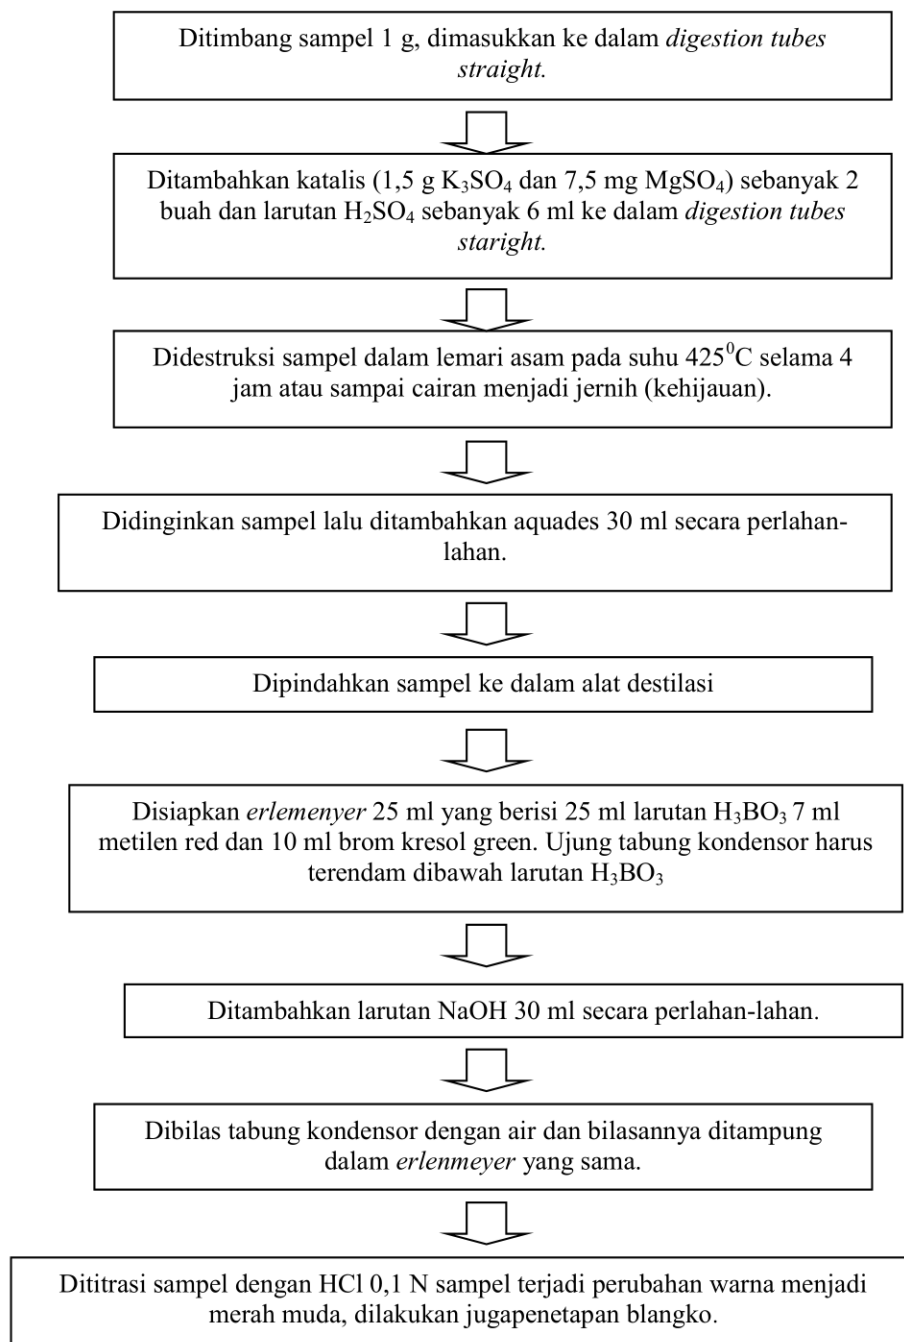 Ditimbang sampel 1 g, dimasukkan ke dalam digestion tubes
straight.
Ditambahkan katalis (1,5 g K₃SO₄ dan 7,5 mg MgSO₄) sebanyak 2
buah dan larutan H₂SO₄ sebanyak 6 ml ke dalam digestion tubes
staright.
Didestruksi sampel dalam lemari asam pada suhu 425⁰C selama 4
jam atau sampai cairan menjadi jernih (kehijauan).
Didinginkan sampel lalu ditambahkan aquades 30 ml secara perlahan-
lahan.
Dipindahkan sampel ke dalam alat destilasi
Disiapkan erlemenyer 25 ml yang berisi 25 ml larutan H₃BO₃ 7 ml
metilen red dan 10 ml brom kresol green. Ujung tabung kondensor harus
terendam dibawah larutan H₃BO₃
Ditambahkan larutan NaOH 30 ml secara perlahan-lahan.
Dibilas tabung kondensor dengan air dan bilasannya ditampung
dalam erlenmeyer yang sama.
Dititrasi sampel dengan HCl 0,1 N sampel terjadi perubahan warna menjadi
merah muda, dilakukan jugapenetapan blangko.